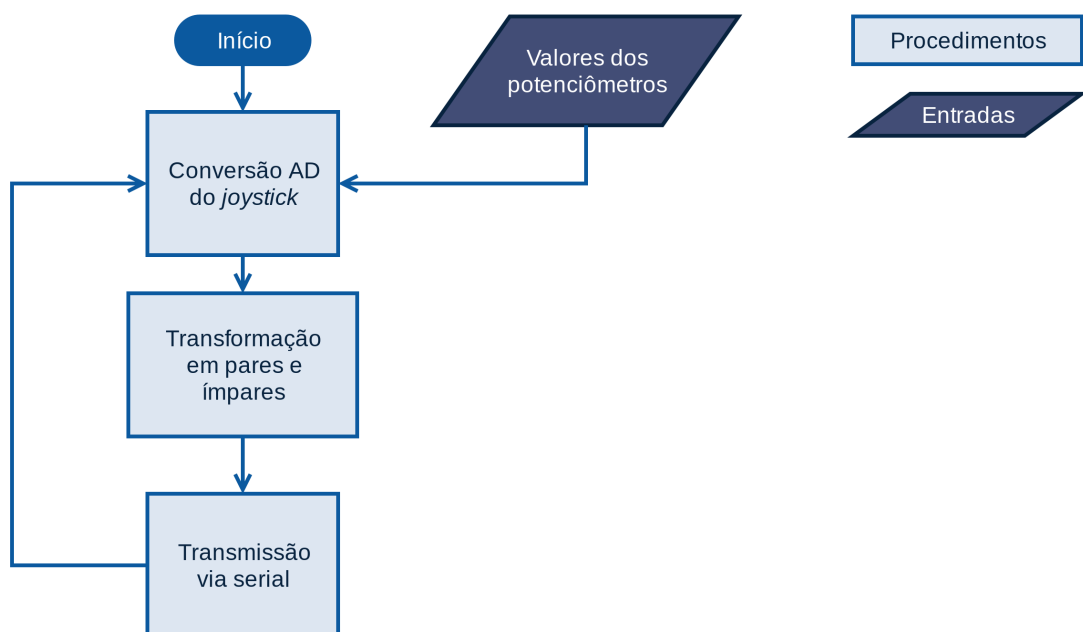 Início
Valores dos
potenciômetros
Procedimentos
Entradas
Conversão AD
do joystick
Transformação
em pares e
ímpares
Transmissão
via serial